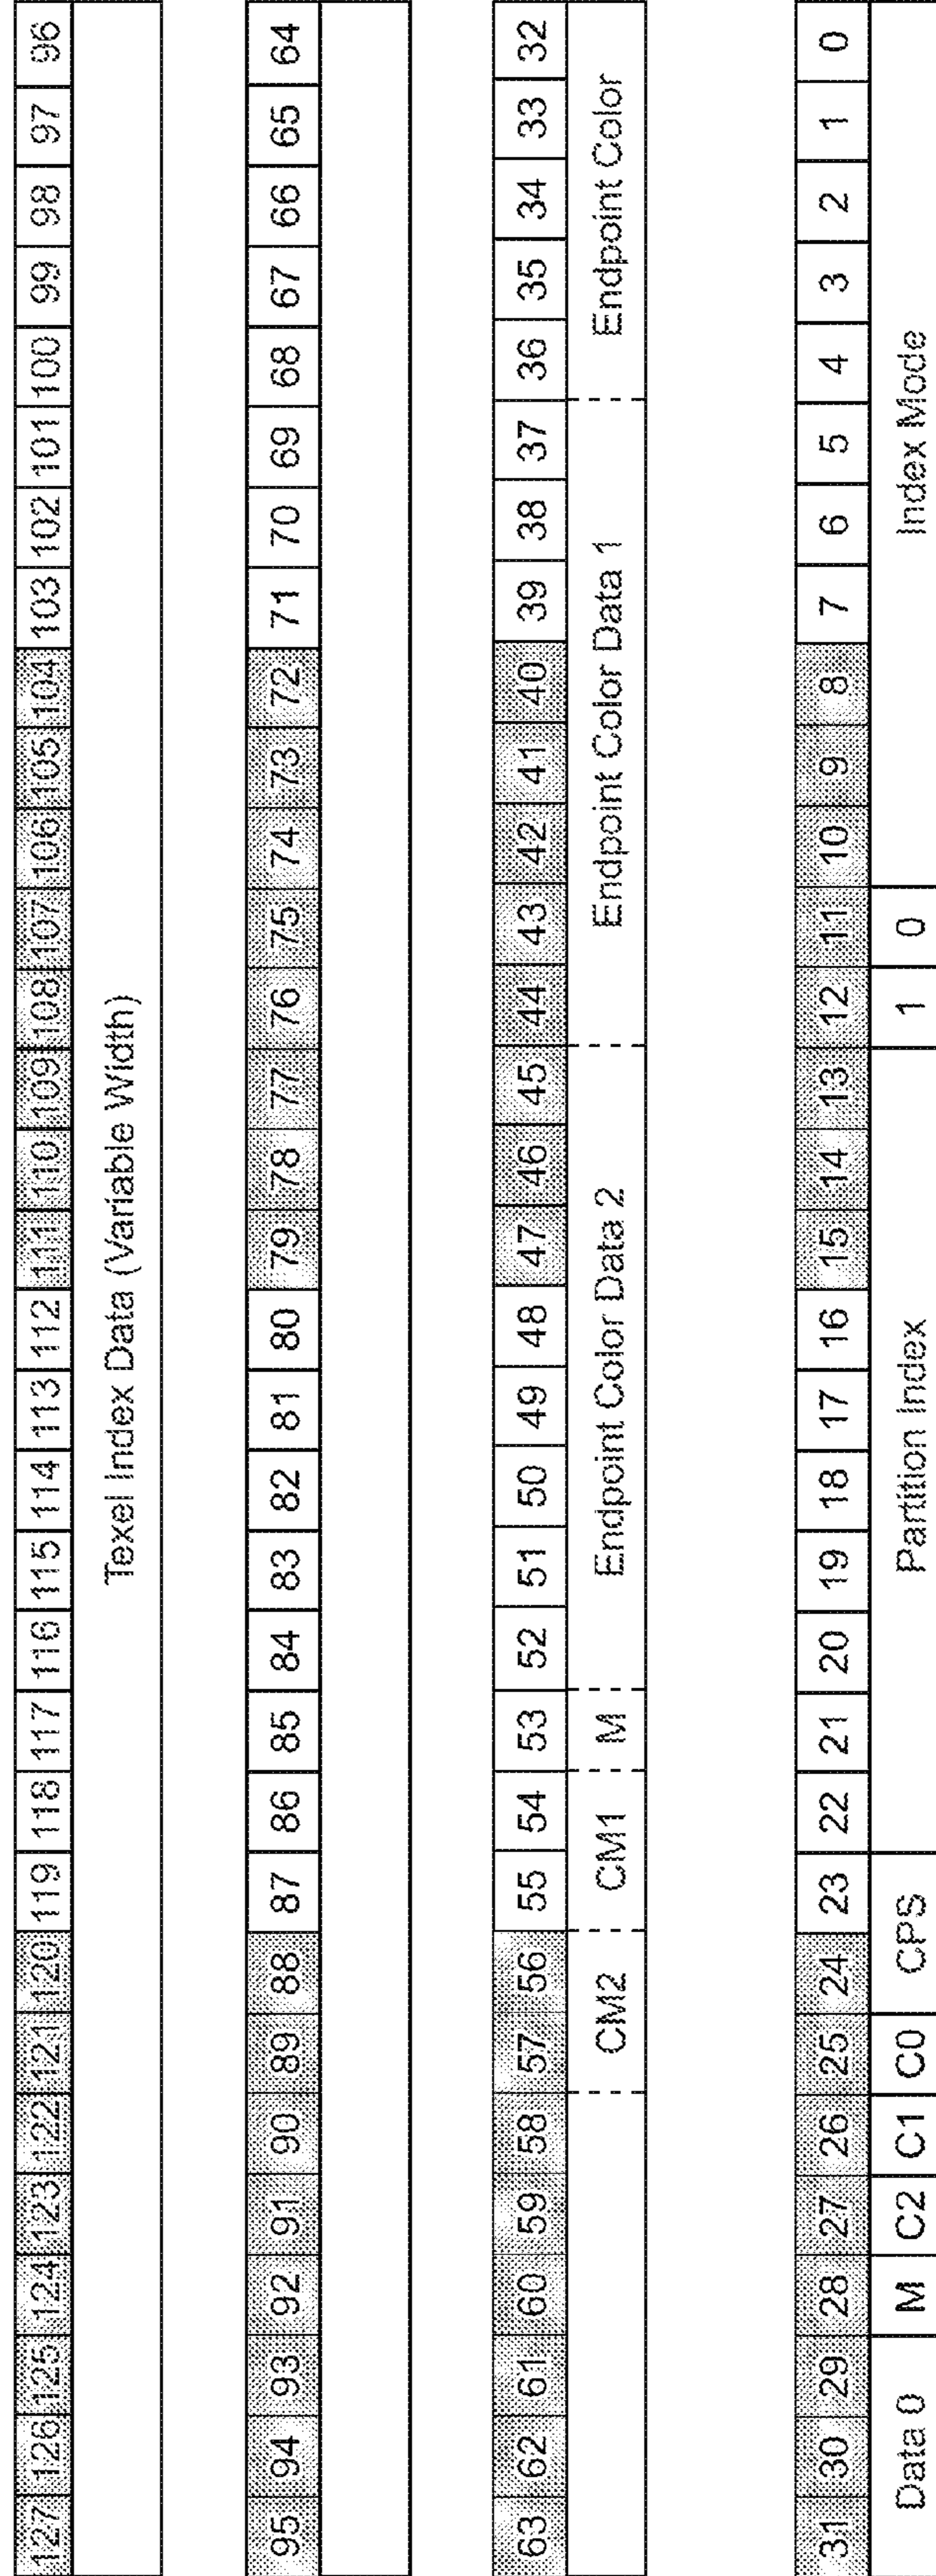 127 126 125 124 123 122 121 120 119 118 117 116 115 114 113 112 111 110 109 108 107 106 105 104 103 102 101 100 99 98 97 96
Texel Index Data (Variable Width)
95 94 93 92 91 90 89 88 87 86 85 84 83 82 81 80 79 78 77 76 75 74 73 72 71 70 69 68 67 66 65 64
63 62 61 60 59 58 57 56 55 54 53 52 51 50 49 48 47 46 45 44 43 42 41 40 39 38 37 36 35 34 33 32
CM2 CM1 M Endpoint Color Data 2 Endpoint Color Data 1 Endpoint Color
31 30 29 28 27 26 25 24 23 22 21 20 19 18 17 16 15 14 13 12 11 10 9 8 7 6 5 4 3 2 1 0
Data 0 M C2 C1 C0 CPS Partition Index 1 0 Index Mode